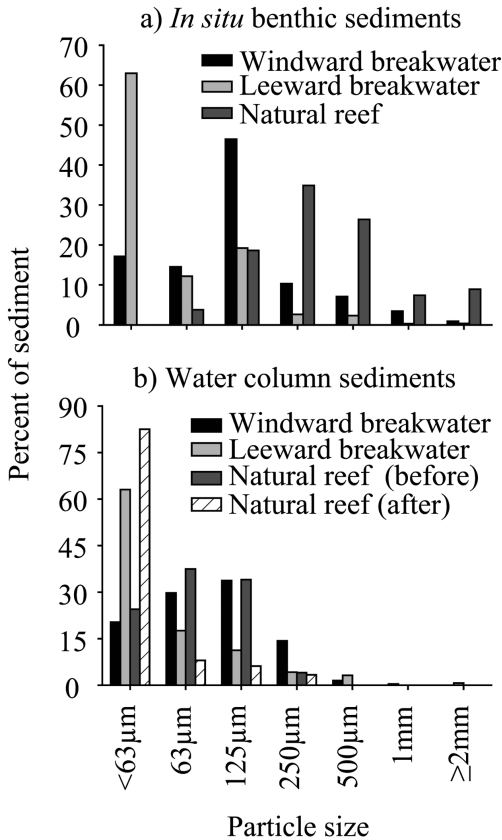 a) In situ benthic sediments
70
60
50
40
30
20
10
0
Windward breakwater
Leeward breakwater
Natural reef
Percent of sediment
b) Water column sediments
90
75
60
45
30
15
0
Windward breakwater
Leeward breakwater
Natural reef (before)
Natural reef (after)
<63µm
63µm
125µm
250µm
500µm
1mm
≥2mm
Particle size